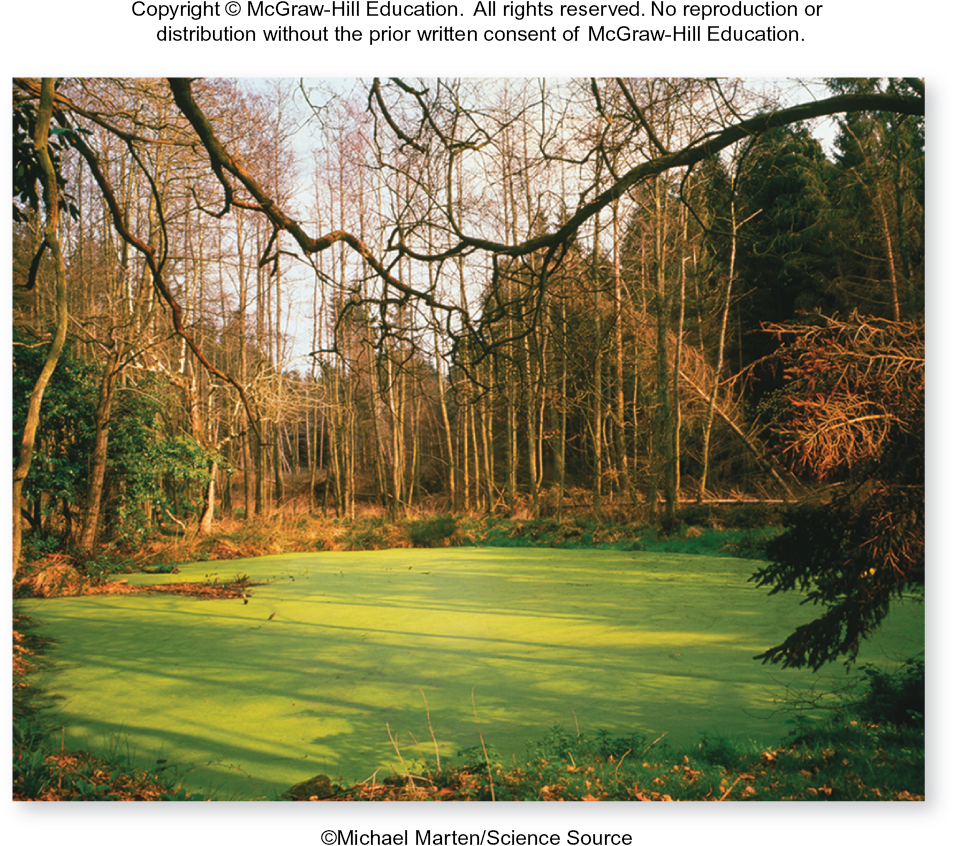 Copyright © McGraw-Hill Education. All rights reserved. No reproduction or
distribution without the prior written consent of McGraw-Hill Education.
©Michael Marten/Science Source